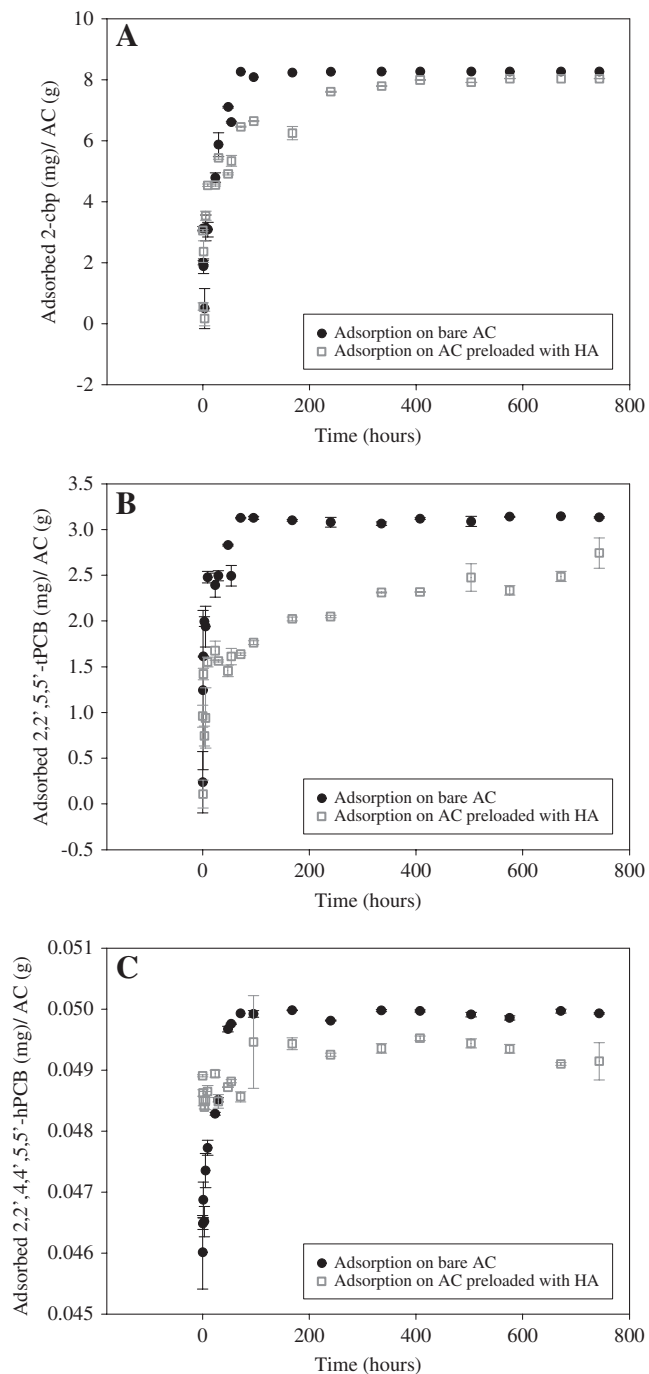 A
10
8
6
4
2
0
-2
Adsorbed 2-cbp (mg)/ AC (g)
Adsorption on bare AC
Adsorption on AC preloaded with HA
0 200 400 600 800
Time (hours)
B
3.5
3.0
2.5
2.0
1.5
1.0
0.5
0.0
-0.5
Adsorbed 2,2',5,5'-tPCB (mg)/ AC (g)
Adsorption on bare AC
Adsorption on AC preloaded with HA
0 200 400 600 800
Time (hours)
C
0.051
0.050
0.049
0.048
0.047
0.046
0.045
Adsorbed 2,2',4,4',5,5'-hPCB (mg)/ AC (g)
Adsorption on bare AC
Adsorption on AC preloaded with HA
0 200 400 600 800
Time (hours)